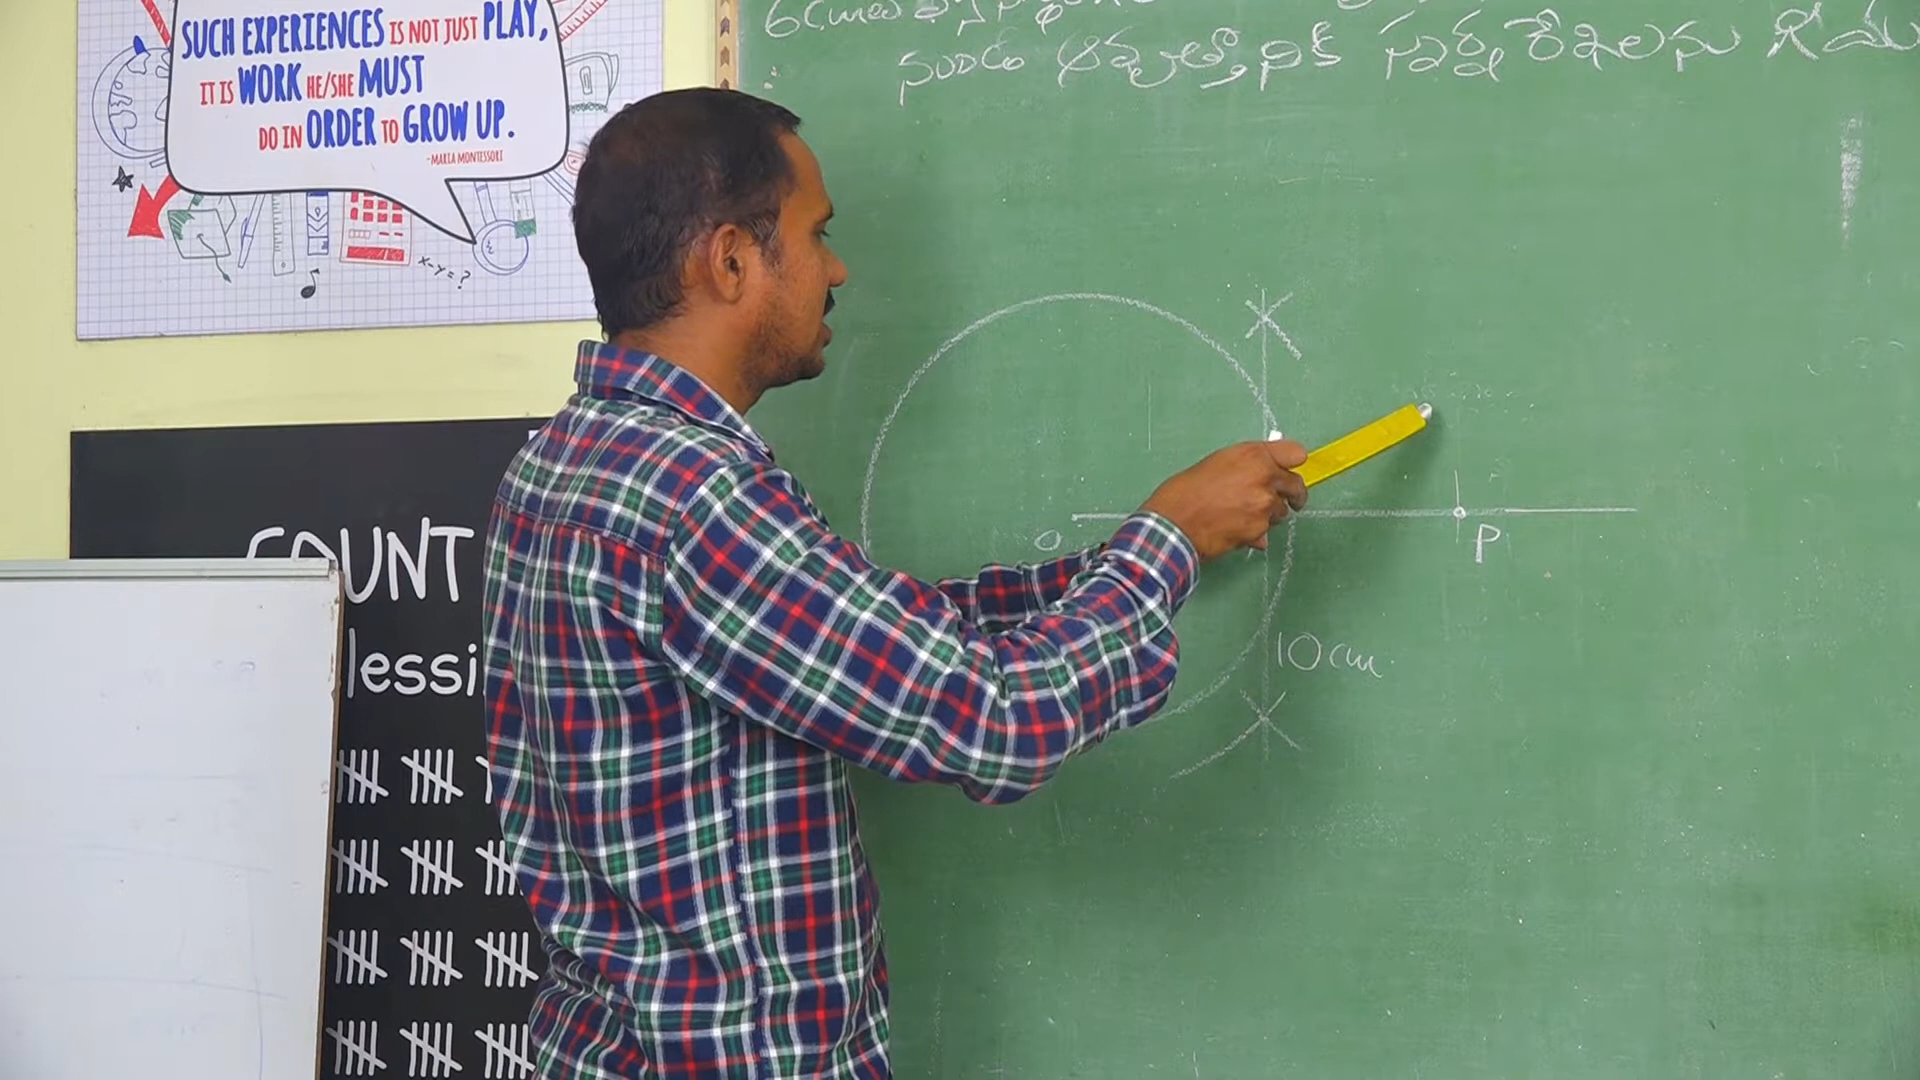 SUCH EXPERIENCES IS NOT JUST PLAY,
IT IS WORK HE/SHE MUST
DO IN ORDER TO GROW UP.
-MARIA MONTESSORI
x-y=?
COUNT
lessi
నుండి స్పర్శరేఖలను గీయు
O
P
10cm